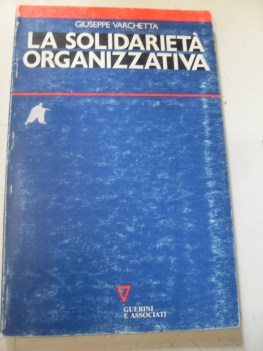 GIUSEPPE VARCHETTA
LA SOLIDARIETÀ
ORGANIZZATIVA
GUERINI
E ASSOCIATI